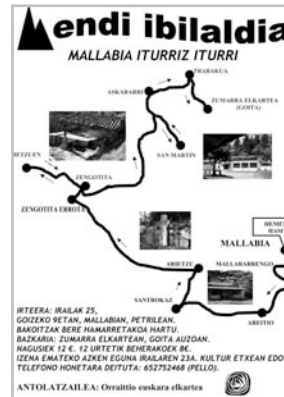 Mendi ibilaldia
MALLABIA ITURRIZ ITURRI
TRABAKUA
ASKABARRO
ZUMARRA ELKARTEA
(GOITA)
SAN MARTIN
ZENGOTITA
ZENGOTITA ERROTA
MALLABIA
ARIETZU
MALLABARRENGO
SANTROKAZ
AREITIO
IRTEERA: IRAILAK 25,
GOIZEKO 9ETAN, MALLABIAN, PETRILEAN.
BAKOITZAK BERE HAMARRETAKOA HARTU.
BAZKARIA: ZUMARRA ELKARTEAN, GOITA AUZOAN.
NAGUSIEK 12 €. 12 URTETIK BEHERAKOEK 8€.
IZENA EMATEKO AZKEN EGUNA IRAILAREN 23A. KULTUR ETXEAN EDO
TELEFONO HONETARA DEITUTA: 652752468 (PELLO).
ANTOLATZAILEA: Orraittio euskara elkartea